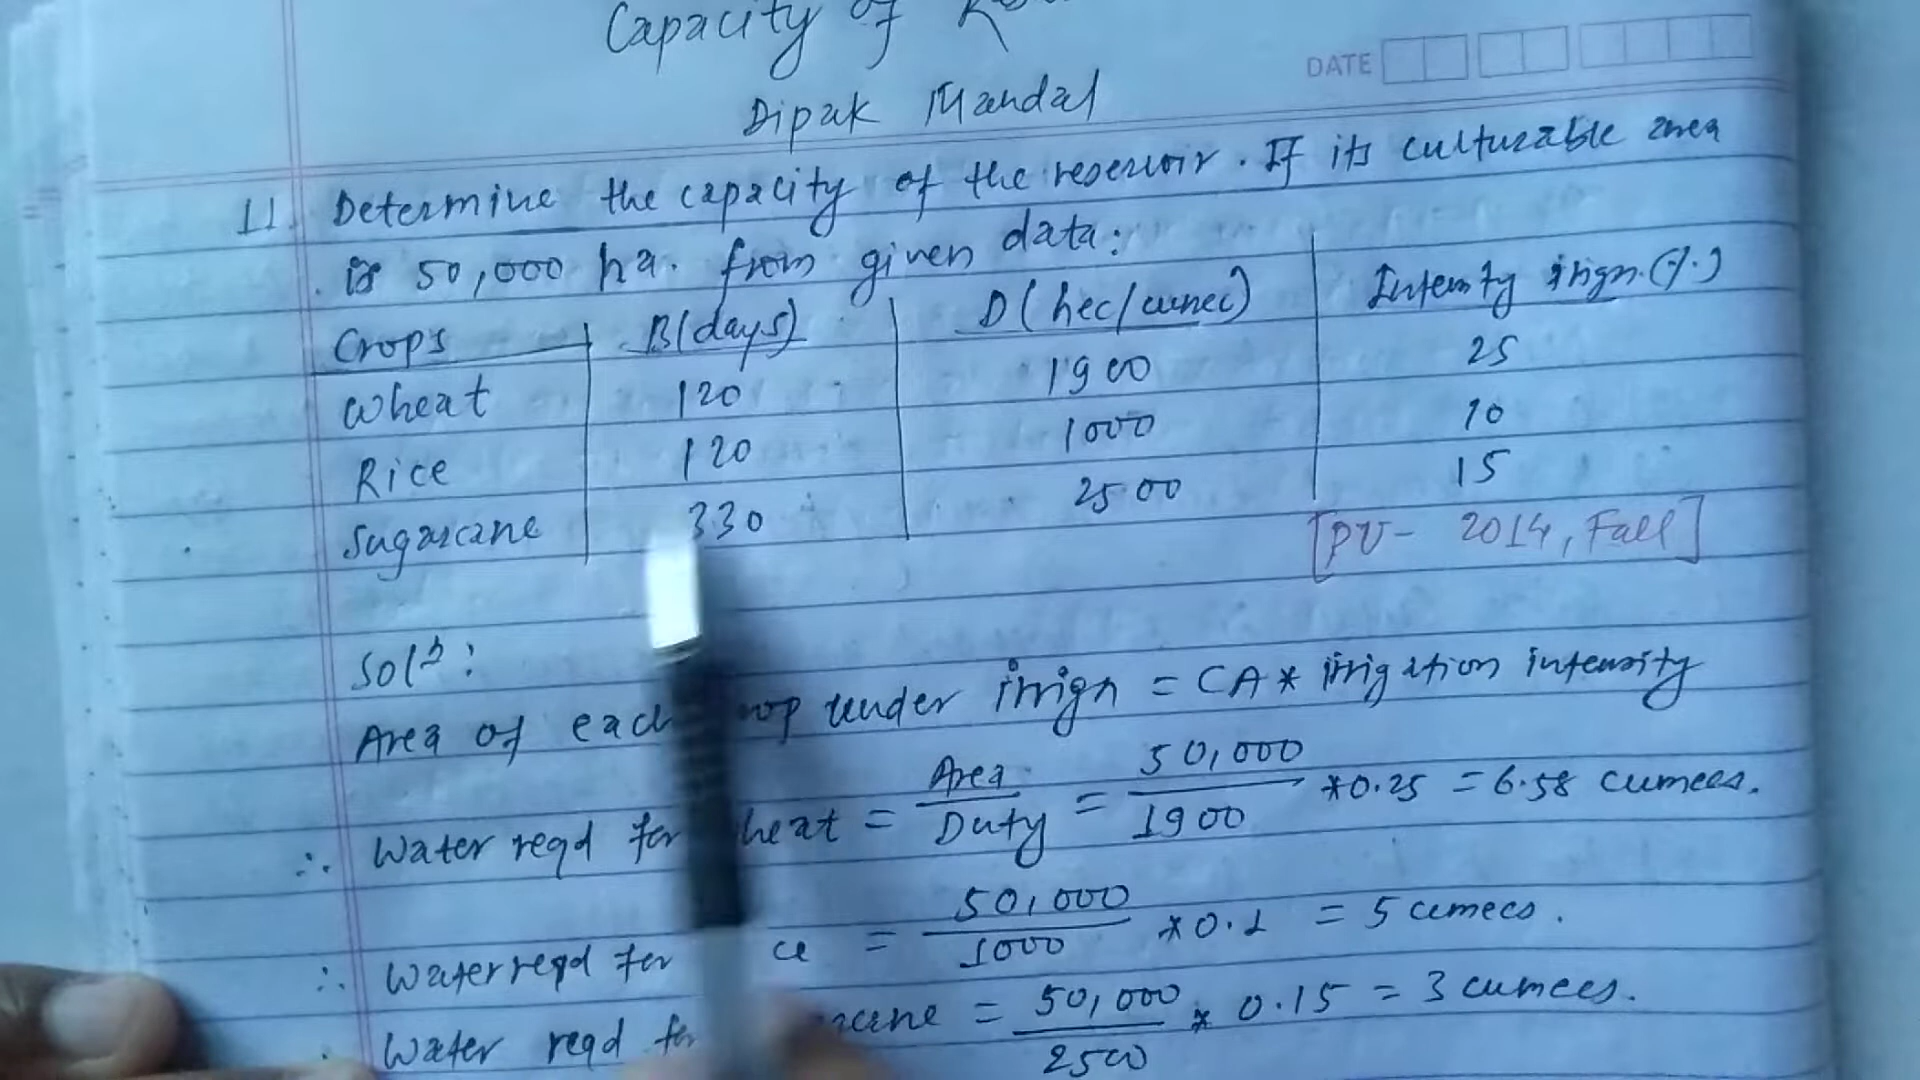 Capacity of
DATE
Dipak Mandal
11. Determine the capacity of the reservoir. If its culturable area
is 50,000 ha. from given data:
Crops B(days) D(hec/cumec) Intensity irign.(%)
Wheat 120 1900 25
Rice 120 1000 10
Sugarcane 330 2500 15
[PU- 2014, Fall]
Solⁿ:
Area of each crop under irrign = CA * irrigation intensity
∴ Water reqd for heat = Area/Duty = 50,000/1900 *0.25 = 6.58 cumecs.
∴ Water reqd for ce = 50,000/1000 *0.1 = 5 cumecs.
∴ Water reqd for cane = 50,000/2500 * 0.15 = 3 cumecs.